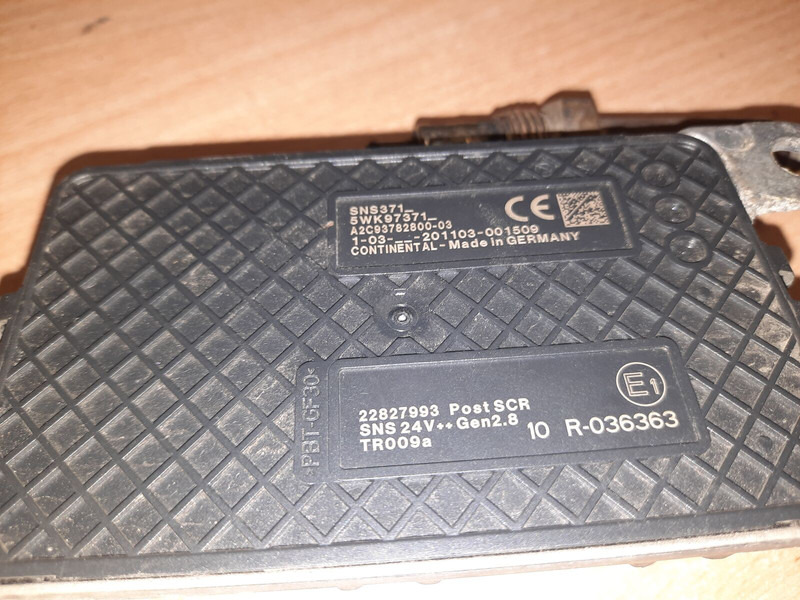 SNS371_
5WK97371_
A2C93782800-03
1-03-__-201103-001509
CONTINENTAL - Made in GERMANY
CE
>PBT-GF30<
22827993 Post SCR
SNS 24V++ Gen2.8
TR009a
E1
10 R-036363